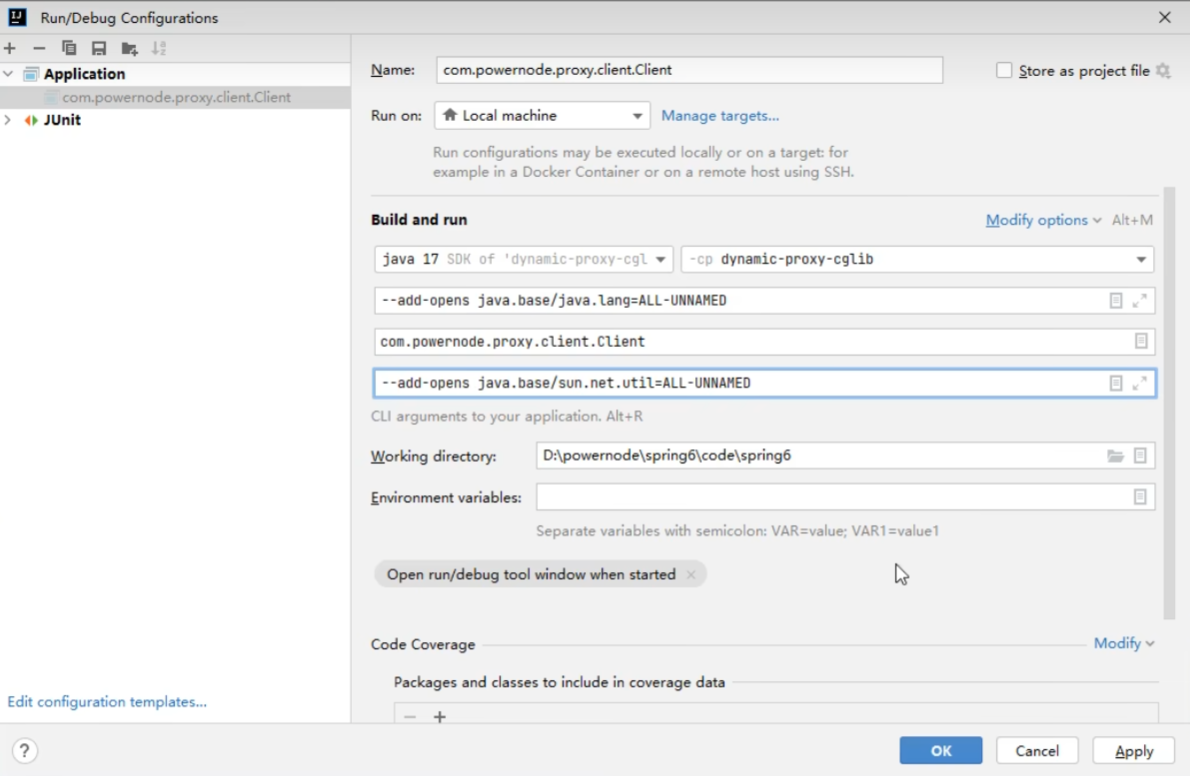 Run/Debug Configurations
Application
com.powernode.proxy.client.Client
JUnit
Name: com.powernode.proxy.client.Client
Store as project file
Run on: Local machine Manage targets...
Run configurations may be executed locally or on a target: for
example in a Docker Container or on a remote host using SSH.
Build and run
Modify options Alt+M
java 17 SDK of 'dynamic-proxy-cgl -cp dynamic-proxy-cglib
--add-opens java.base/java.lang=ALL-UNNAMED
com.powernode.proxy.client.Client
--add-opens java.base/sun.net.util=ALL-UNNAMED
CLI arguments to your application. Alt+R
Working directory: D:\powernode\spring6\code\spring6
Environment variables:
Separate variables with semicolon: VAR=value; VAR1=value1
Open run/debug tool window when started
Code Coverage
Modify
Packages and classes to include in coverage data
Edit configuration templates...
?
OK
Cancel
Apply